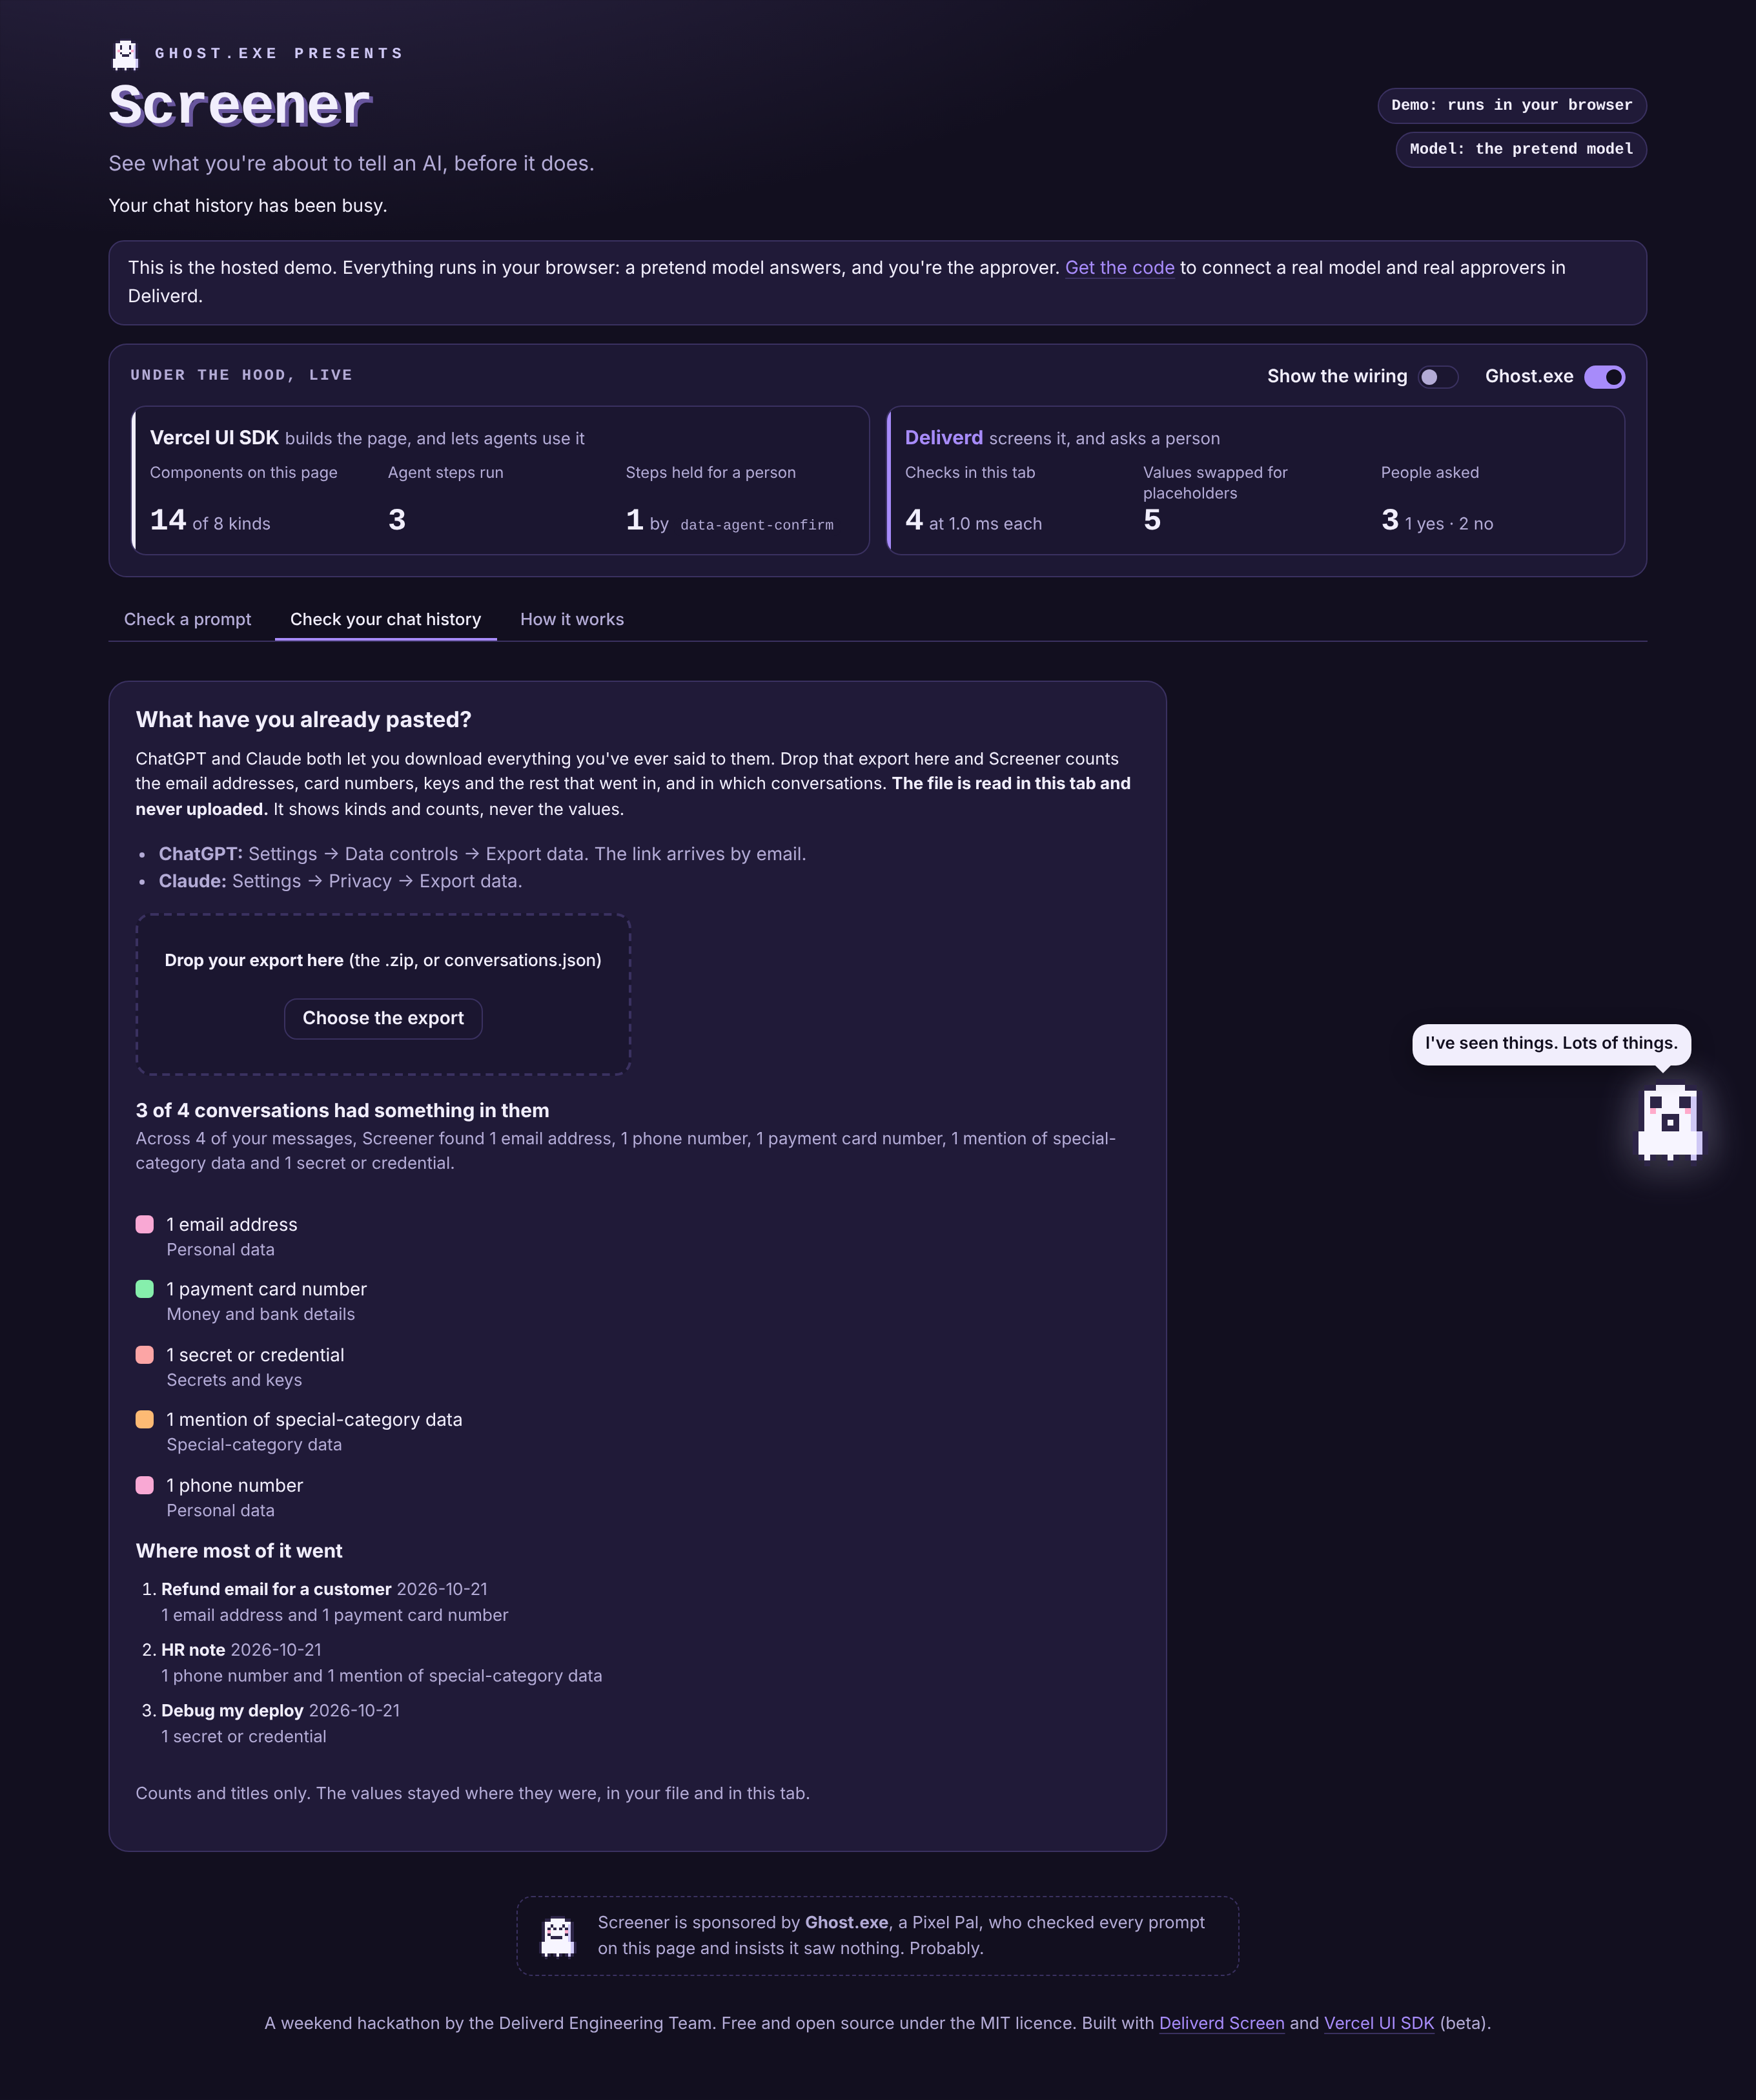 GHOST.EXE PRESENTS
Screener
See what you're about to tell an AI, before it does.
Your chat history has been busy.
Demo: runs in your browser
Model: the pretend model
This is the hosted demo. Everything runs in your browser: a pretend model answers, and you're the approver. Get the code to connect a real model and real approvers in
Deliverd.
UNDER THE HOOD, LIVE
Show the wiring
Ghost.exe
Vercel UI SDK builds the page, and lets agents use it
Components on this page
14 of 8 kinds
Agent steps run
3
Steps held for a person
1 by data-agent-confirm
Deliverd screens it, and asks a person
Checks in this tab
4 at 1.0 ms each
Values swapped for
placeholders
5
People asked
3 1 yes · 2 no
Check a prompt
Check your chat history
How it works
What have you already pasted?
ChatGPT and Claude both let you download everything you've ever said to them. Drop that export here and Screener counts
the email addresses, card numbers, keys and the rest that went in, and in which conversations. The file is read in this tab and
never uploaded. It shows kinds and counts, never the values.
• ChatGPT: Settings → Data controls → Export data. The link arrives by email.
• Claude: Settings → Privacy → Export data.
Drop your export here (the .zip, or conversations.json)
Choose the export
I've seen things. Lots of things.
3 of 4 conversations had something in them
Across 4 of your messages, Screener found 1 email address, 1 phone number, 1 payment card number, 1 mention of special-
category data and 1 secret or credential.
1 email address
Personal data
1 payment card number
Money and bank details
1 secret or credential
Secrets and keys
1 mention of special-category data
Special-category data
1 phone number
Personal data
Where most of it went
1. Refund email for a customer 2026-10-21
1 email address and 1 payment card number
2. HR note 2026-10-21
1 phone number and 1 mention of special-category data
3. Debug my deploy 2026-10-21
1 secret or credential
Counts and titles only. The values stayed where they were, in your file and in this tab.
Screener is sponsored by Ghost.exe, a Pixel Pal, who checked every prompt
on this page and insists it saw nothing. Probably.
A weekend hackathon by the Deliverd Engineering Team. Free and open source under the MIT licence. Built with Deliverd Screen and Vercel UI SDK (beta).